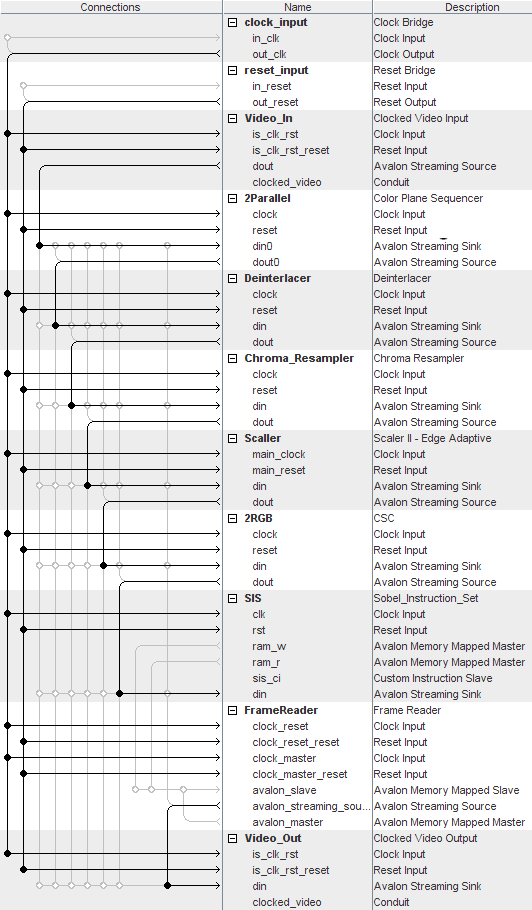 Connections Name Description
clock_input Clock Bridge
in_clk Clock Input
out_clk Clock Output
reset_input Reset Bridge
in_reset Reset Input
out_reset Reset Output
Video_In Clocked Video Input
is_clk_rst Clock Input
is_clk_rst_reset Reset Input
dout Avalon Streaming Source
clocked_video Conduit
2Parallel Color Plane Sequencer
clock Clock Input
reset Reset Input
din0 Avalon Streaming Sink
dout0 Avalon Streaming Source
Deinterlacer Deinterlacer
clock Clock Input
reset Reset Input
din Avalon Streaming Sink
dout Avalon Streaming Source
Chroma_Resampler Chroma Resampler
clock Clock Input
reset Reset Input
din Avalon Streaming Sink
dout Avalon Streaming Source
Scaller Scaler II - Edge Adaptive
main_clock Clock Input
main_reset Reset Input
din Avalon Streaming Sink
dout Avalon Streaming Source
2RGB CSC
clock Clock Input
reset Reset Input
din Avalon Streaming Sink
dout Avalon Streaming Source
SIS Sobel_Instruction_Set
clk Clock Input
rst Reset Input
ram_w Avalon Memory Mapped Master
ram_r Avalon Memory Mapped Master
sis_ci Custom Instruction Slave
din Avalon Streaming Sink
FrameReader Frame Reader
clock_reset Clock Input
clock_reset_reset Reset Input
clock_master Clock Input
clock_master_reset Reset Input
avalon_slave Avalon Memory Mapped Slave
avalon_streaming_sou... Avalon Streaming Source
avalon_master Avalon Memory Mapped Master
Video_Out Clocked Video Output
is_clk_rst Clock Input
is_clk_rst_reset Reset Input
din Avalon Streaming Sink
clocked_video Conduit